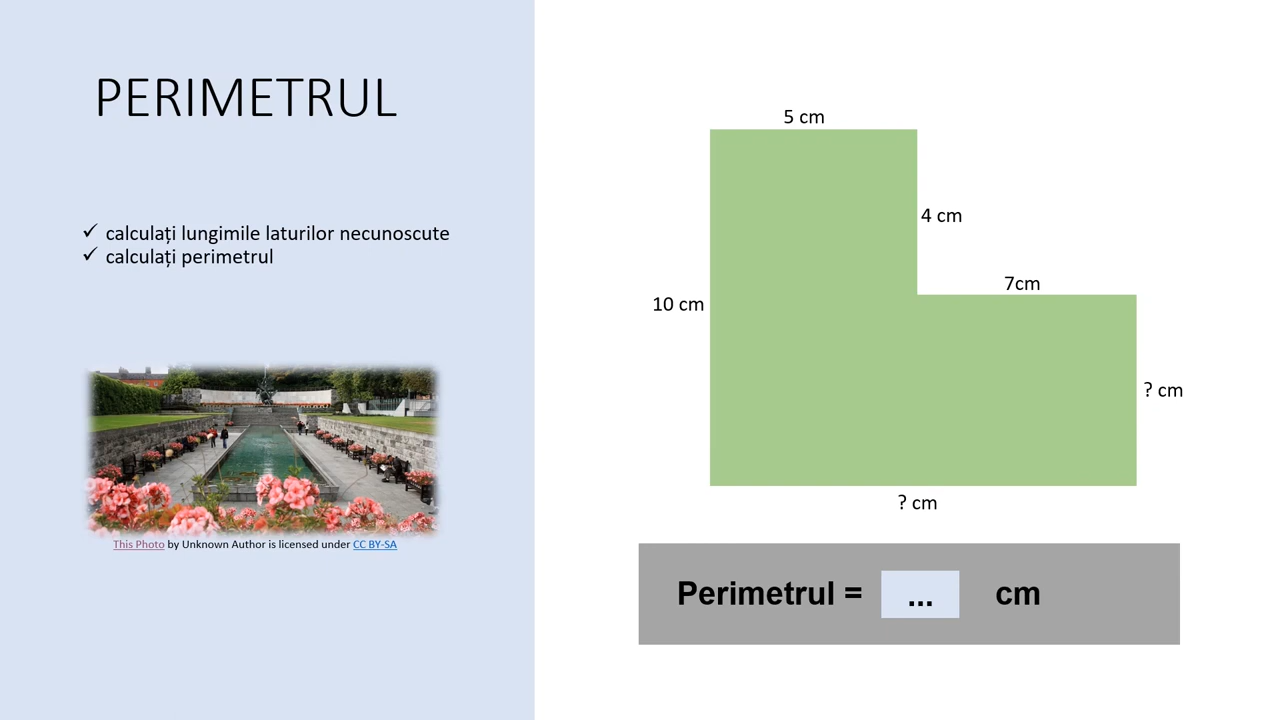 PERIMETRUL
✓ calculați lungimile laturilor necunoscute
✓ calculați perimetrul
This Photo by Unknown Author is licensed under CC BY-SA
5 cm
4 cm
7cm
10 cm
? cm
? cm
Perimetrul = ... cm